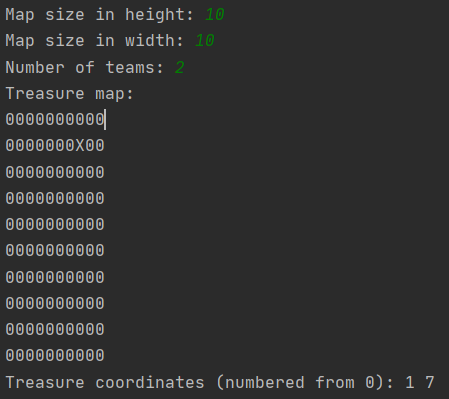 Map size in height: 10
Map size in width: 10
Number of teams: 2
Treasure map:
0000000000
0000000X00
0000000000
0000000000
0000000000
0000000000
0000000000
0000000000
0000000000
0000000000
Treasure coordinates (numbered from 0): 1 7